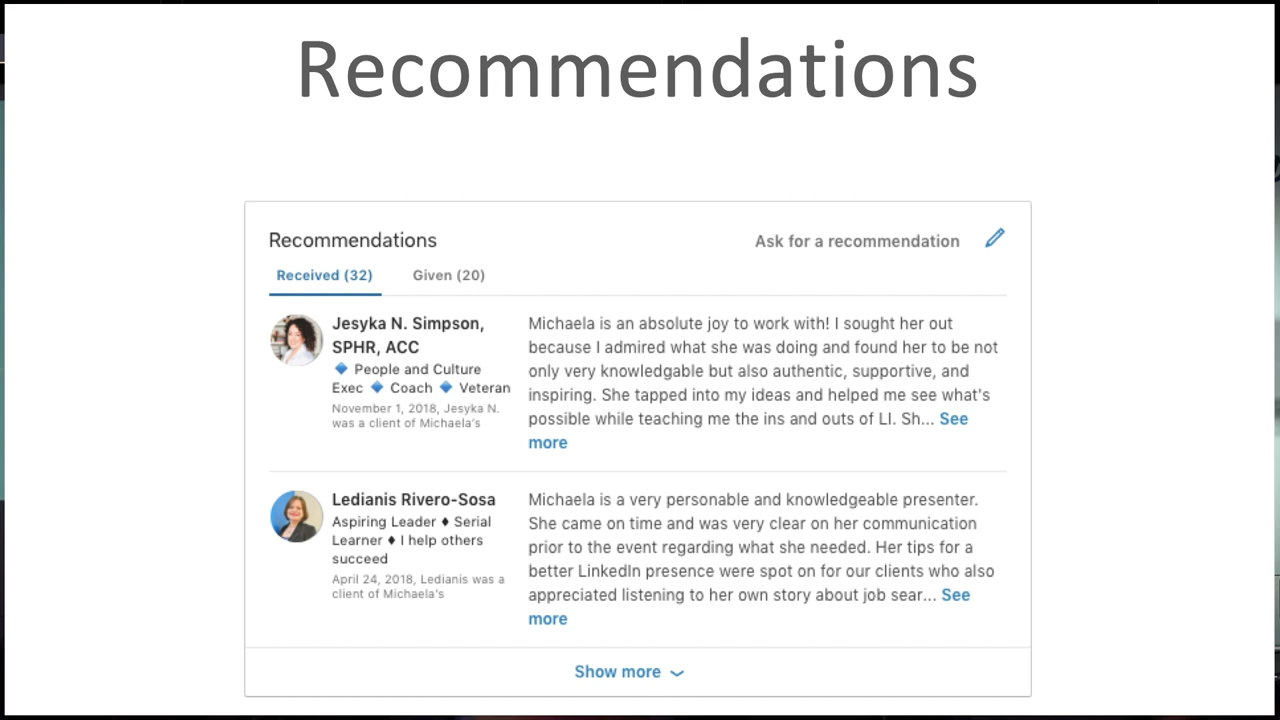 Recommendations
Recommendations
Ask for a recommendation
Received (32)
Given (20)
Jesyka N. Simpson,
SPHR, ACC
🔷 People and Culture
Exec 🔷 Coach 🔷 Veteran
November 1, 2018, Jesyka N.
was a client of Michaela's
Michaela is an absolute joy to work with! I sought her out
because I admired what she was doing and found her to be not
only very knowledgable but also authentic, supportive, and
inspiring. She tapped into my ideas and helped me see what's
possible while teaching me the ins and outs of LI. Sh... See
more
Ledianis Rivero-Sosa
Aspiring Leader ♦ Serial
Learner ♦ I help others
succeed
April 24, 2018, Ledianis was a
client of Michaela's
Michaela is a very personable and knowledgeable presenter.
She came on time and was very clear on her communication
prior to the event regarding what she needed. Her tips for a
better LinkedIn presence were spot on for our clients who also
appreciated listening to her own story about job sear... See
more
Show more